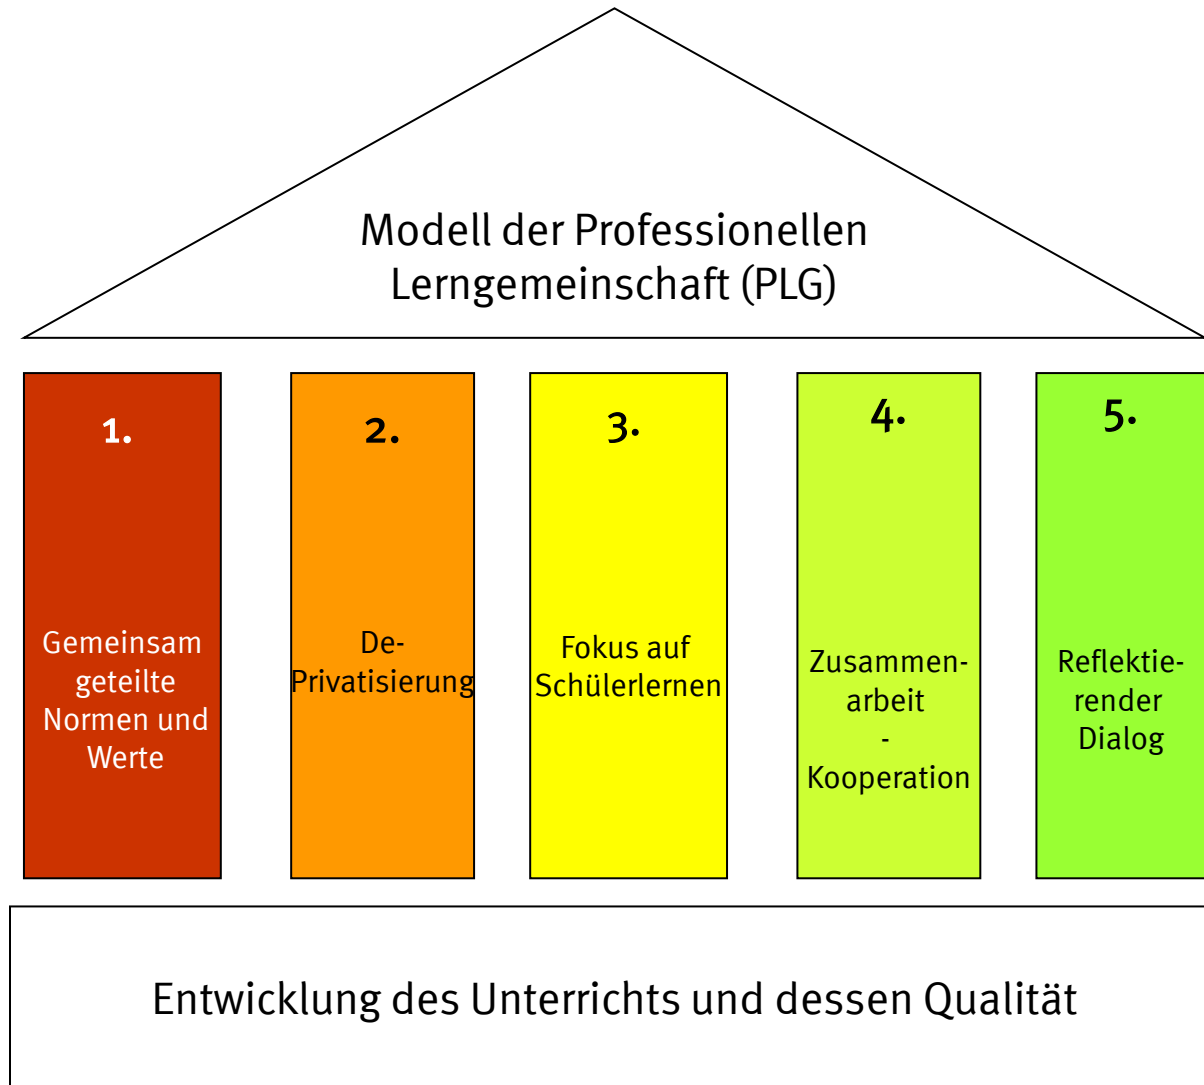 Modell der Professionellen
Lerngemeinschaft (PLG)
1.
Gemeinsam
geteilte
Normen und
Werte
2.
De-
Privatisierung
3.
Fokus auf
Schülerlernen
4.
Zusammen-
arbeit
-
Kooperation
5.
Reflektie-
render
Dialog
Entwicklung des Unterrichts und dessen Qualität